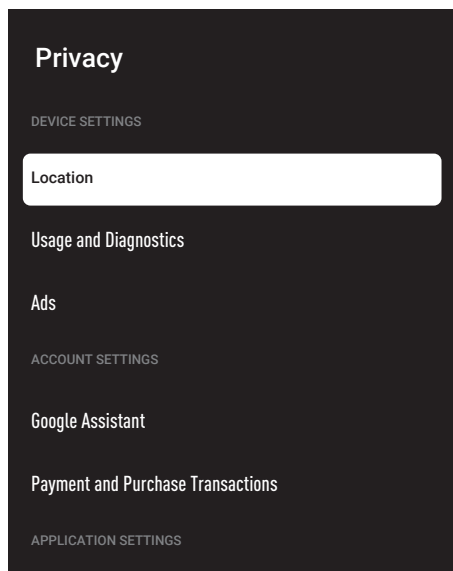 Privacy
DEVICE SETTINGS
Location
Usage and Diagnostics
Ads
ACCOUNT SETTINGS
Google Assistant
Payment and Purchase Transactions
APPLICATION SETTINGS